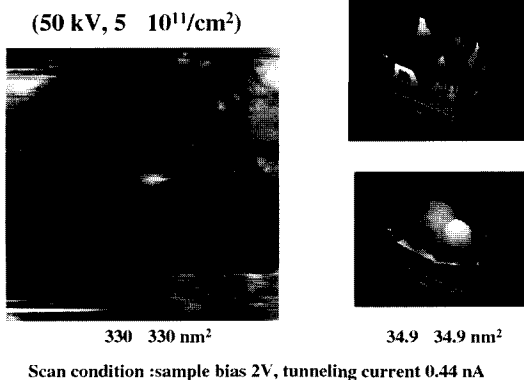 (50 kV, 5 10¹¹/cm²)
330 330 nm²
34.9 34.9 nm²
Scan condition :sample bias 2V, tunneling current 0.44 nA